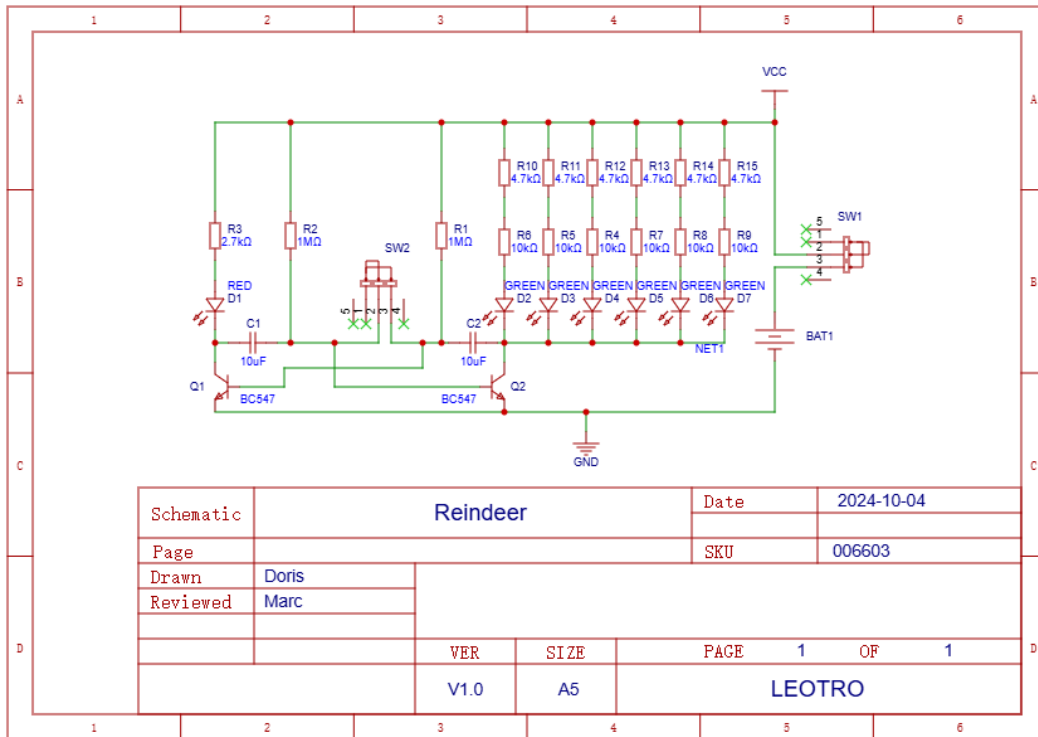 1 2 3 4 5 6
A A
VCC
R10 R11 R12 R13 R14 R15
4.7kΩ 4.7kΩ 4.7kΩ 4.7kΩ 4.7kΩ 4.7kΩ
SW1
5
1
2
3
4
R3 R2 R1 R6 R5 R4 R7 R8 R9
2.7kΩ 1MΩ 1MΩ 10kΩ 10kΩ 10kΩ 10kΩ 10kΩ 10kΩ
SW2
B B
RED GREEN GREEN GREEN GREEN GREEN GREEN
D1 D2 D3 D4 D5 D6 D7
5 1 2 3 4
C1 C2
10uF 10uF
NET1
BAT1
Q1 Q2
BC547 BC547
GND
C C
Schematic Reindeer Date 2024-10-04
Page SKU 006603
Drawn Doris
Reviewed Marc
D D
VER SIZE PAGE 1 OF 1
V1.0 A5 LEOTRO
1 2 3 4 5 6